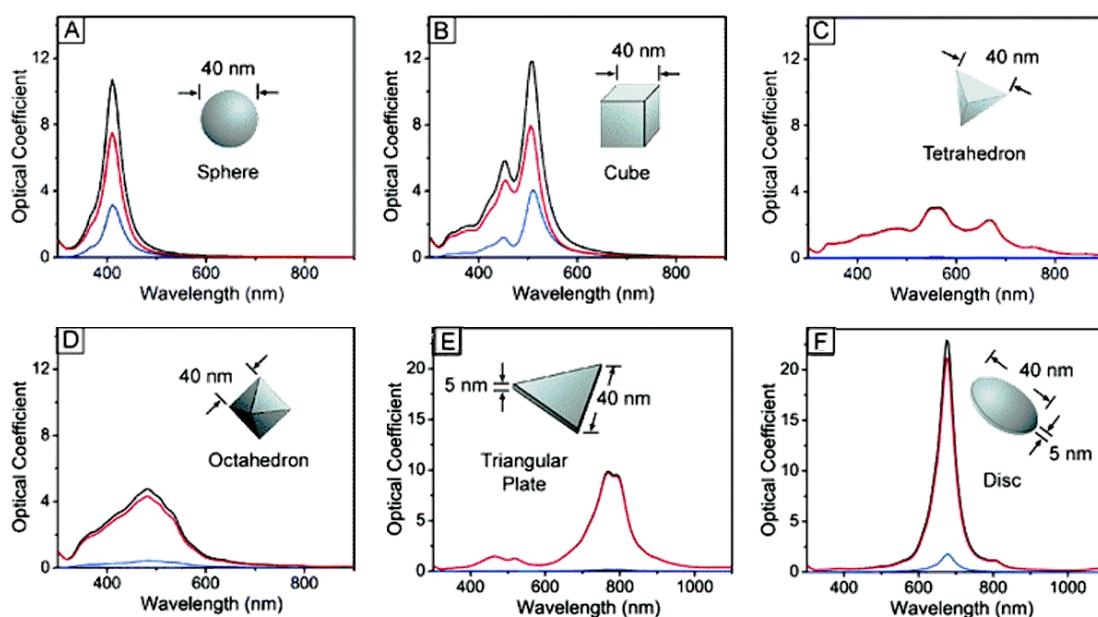 A
12
8
4
0
Optical Coefficient
40 nm
Sphere
400
600
800
Wavelength (nm)
B
12
8
4
0
Optical Coefficient
40 nm
Cube
400
600
800
Wavelength (nm)
C
12
8
4
0
Optical Coefficient
40 nm
Tetrahedron
400
600
800
Wavelength (nm)
D
12
8
4
0
Optical Coefficient
40 nm
Octahedron
400
600
800
Wavelength (nm)
E
20
15
10
5
0
Optical Coefficient
5 nm
40 nm
Triangular
Plate
400
600
800
1000
Wavelength (nm)
F
20
15
10
5
0
Optical Coefficient
40 nm
5 nm
Disc
400
600
800
1000
Wavelength (nm)